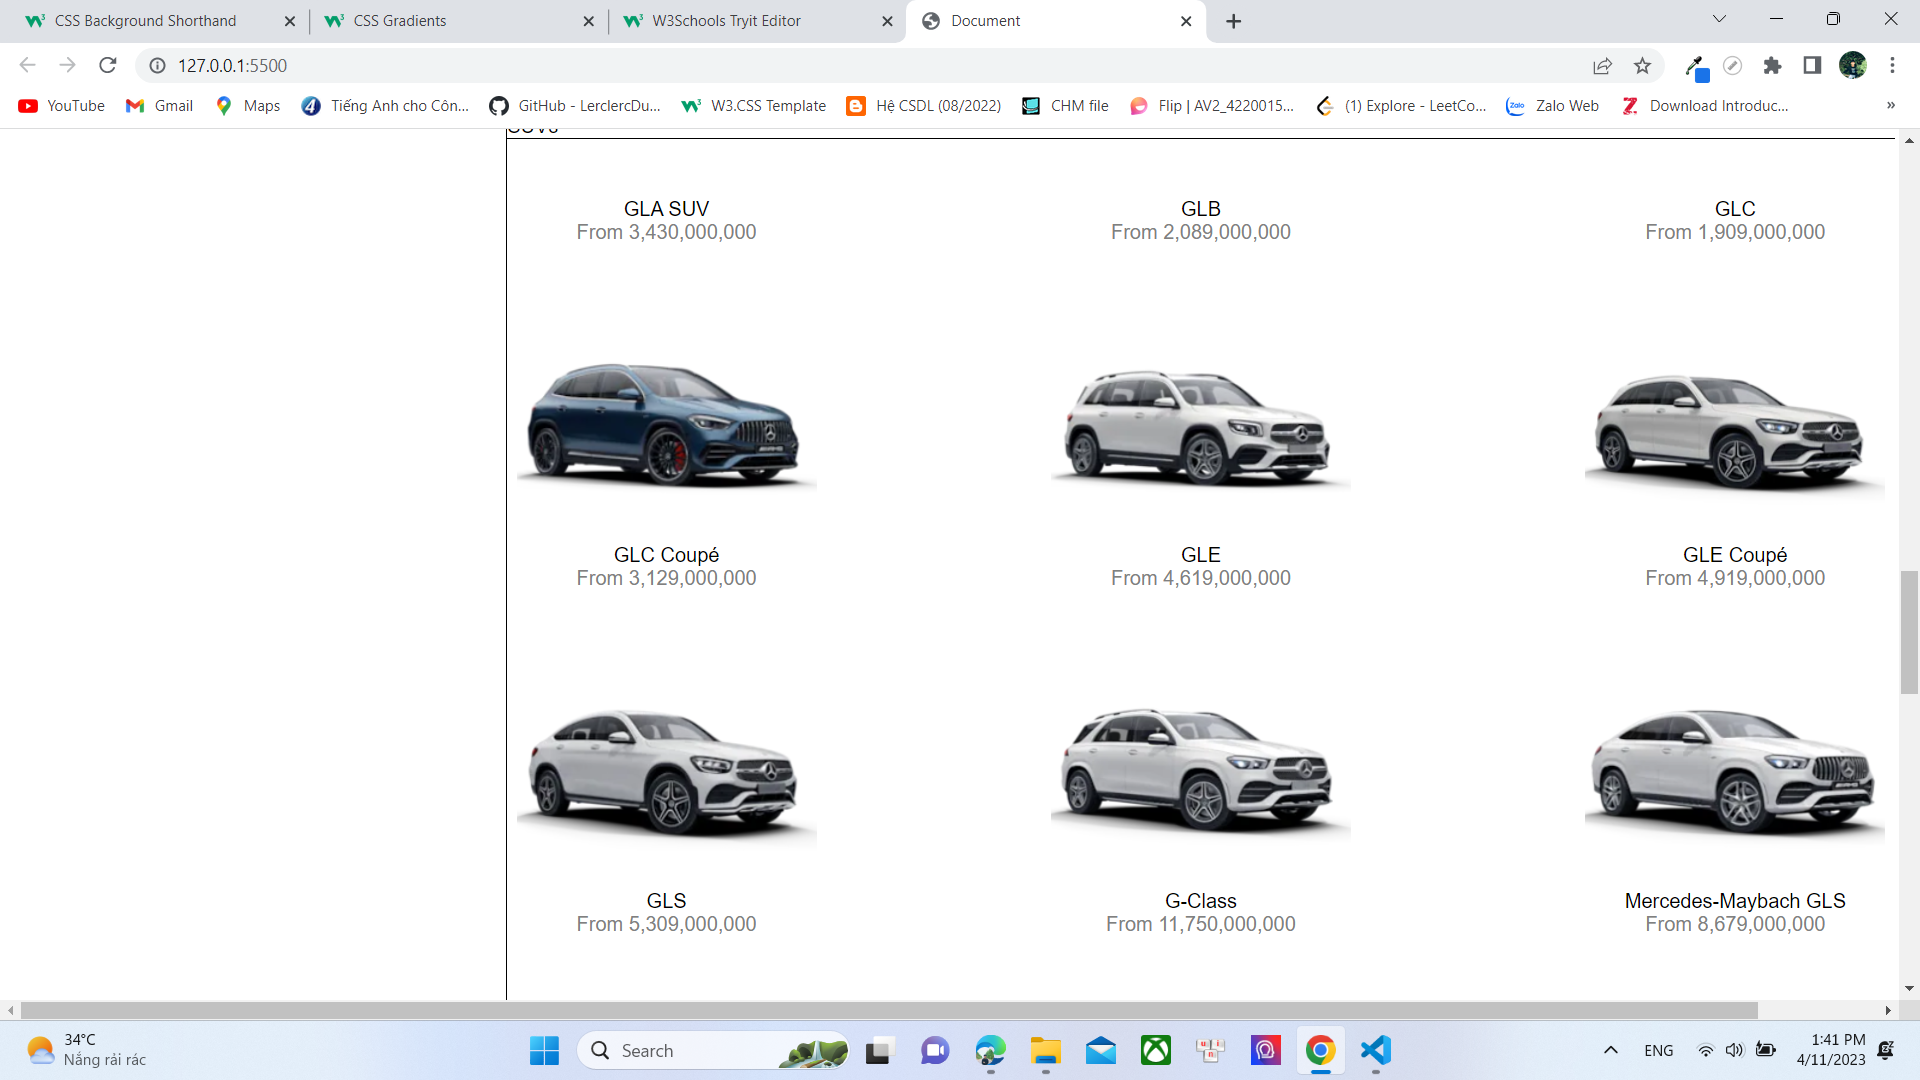 CSS Background Shorthand
CSS Gradients
W3Schools Tryit Editor
Document
127.0.0.1:5500
YouTube
Gmail
Maps
Tiếng Anh cho Côn...
GitHub - LerclercDu...
W3.CSS Template
Hệ CSDL (08/2022)
CHM file
Flip | AV2_4220015...
(1) Explore - LeetCo...
Zalo Web
Download Introduc...
»
SUVs
GLA SUV
From 3,430,000,000
GLB
From 2,089,000,000
GLC
From 1,909,000,000
GLC Coupé
From 3,129,000,000
GLE
From 4,619,000,000
GLE Coupé
From 4,919,000,000
GLS
From 5,309,000,000
G-Class
From 11,750,000,000
Mercedes-Maybach GLS
From 8,679,000,000
34°C
Nắng rải rác
Search
ENG
1:41 PM
4/11/2023